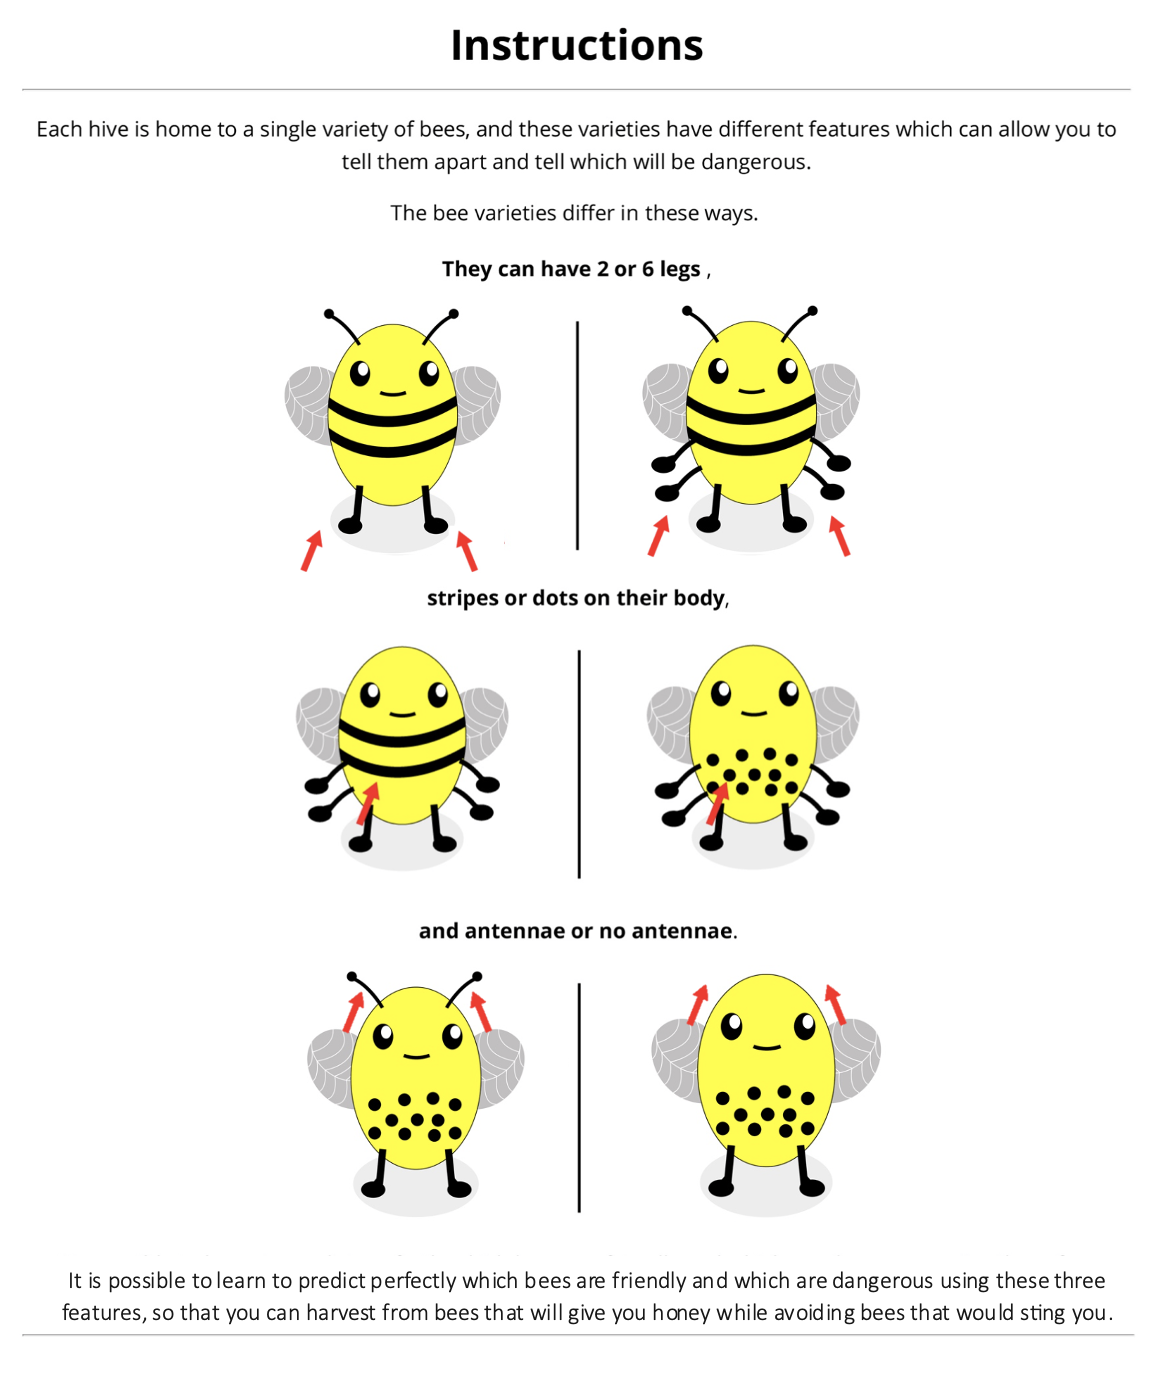 Instructions
Each hive is home to a single variety of bees, and these varieties have different features which can allow you to
tell them apart and tell which will be dangerous.
The bee varieties differ in these ways.
They can have 2 or 6 legs ,
stripes or dots on their body,
and antennae or no antennae.
It is possible to learn to predict perfectly which bees are friendly and which are dangerous using these three
features, so that you can harvest from bees that will give you honey while avoiding bees that would sting you.